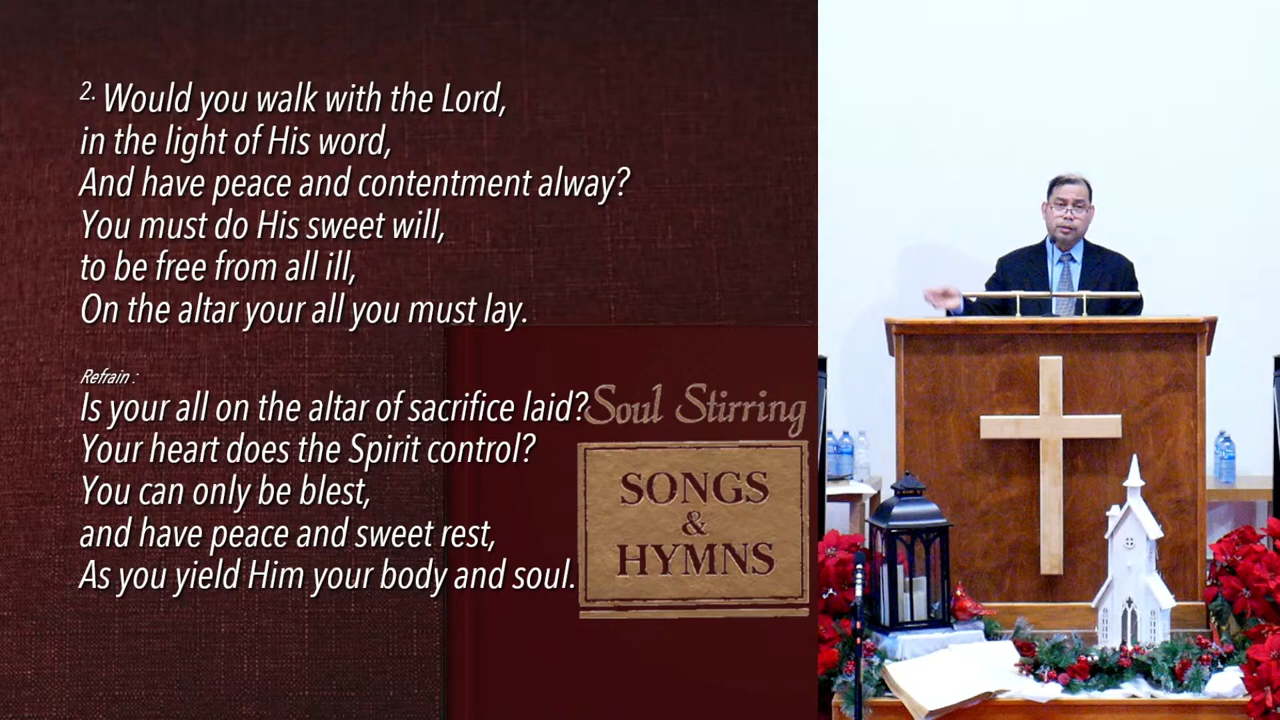 2. Would you walk with the Lord,
in the light of His word,
And have peace and contentment alway?
You must do His sweet will,
to be free from all ill,
On the altar your all you must lay.
Refrain :
Is your all on the altar of sacrifice laid?
Your heart does the Spirit control?
You can only be blest,
and have peace and sweet rest,
As you yield Him your body and soul.
Soul Stirring
SONGS
&
HYMNS